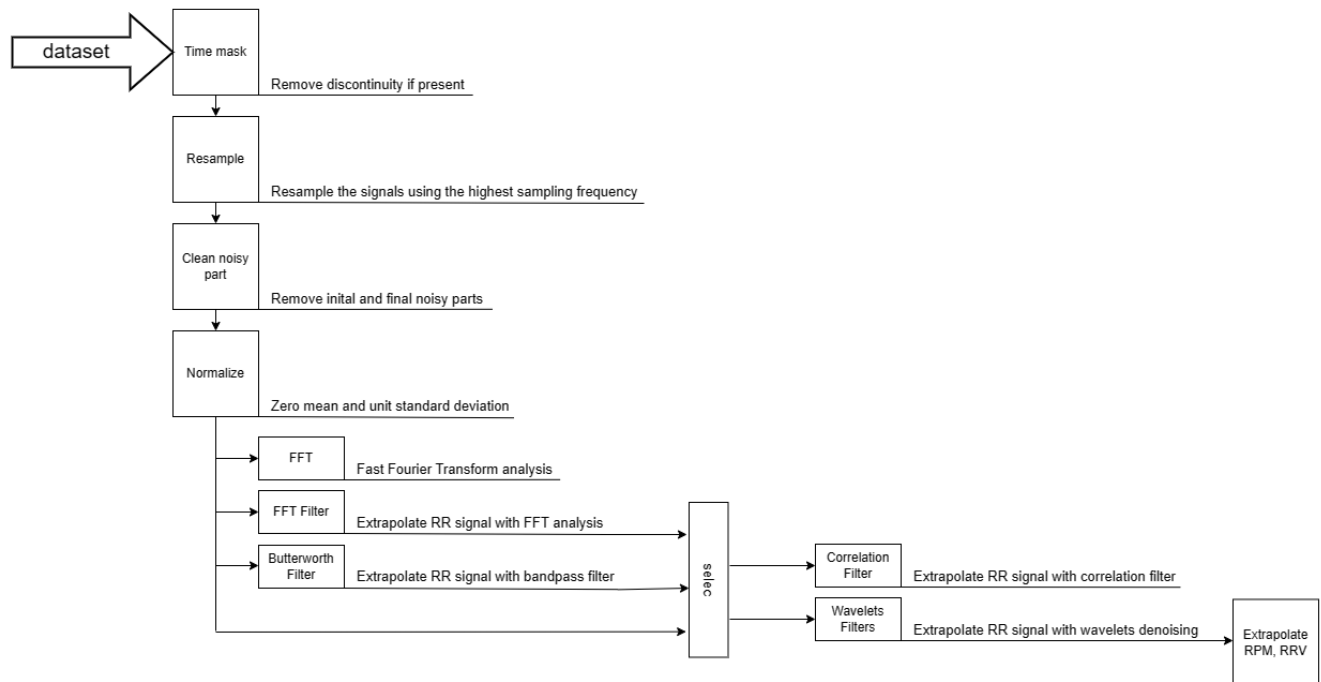 dataset
Time mask
Remove discontinuity if present
Resample
Resample the signals using the highest sampling frequency
Clean noisy
part
Remove inital and final noisy parts
Normalize
Zero mean and unit standard deviation
FFT
Fast Fourier Transform analysis
FFT Filter
Extrapolate RR signal with FFT analysis
Butterworth
Filter
Extrapolate RR signal with bandpass filter
selec
Correlation
Filter
Extrapolate RR signal with correlation filter
Wavelets
Filters
Extrapolate RR signal with wavelets denoising
Extrapolate
RPM, RRV